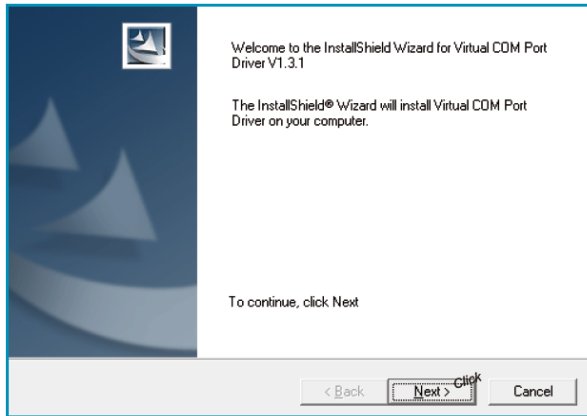 Welcome to the InstallShield Wizard for Virtual COM Port
Driver V1.3.1
The InstallShield® Wizard will install Virtual COM Port
Driver on your computer.
To continue, click Next
< Back
Next >
Click
Cancel